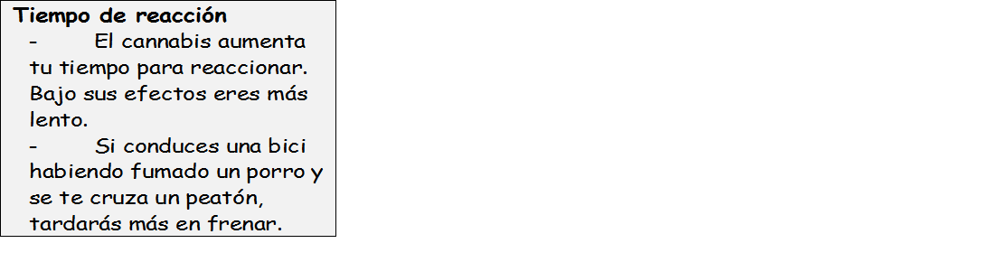 Tiempo de reacción
- El cannabis aumenta
tu tiempo para reaccionar.
Bajo sus efectos eres más
lento.
- Si conduces una bici
habiendo fumado un porro y
se te cruza un peatón,
tardarás más en frenar.